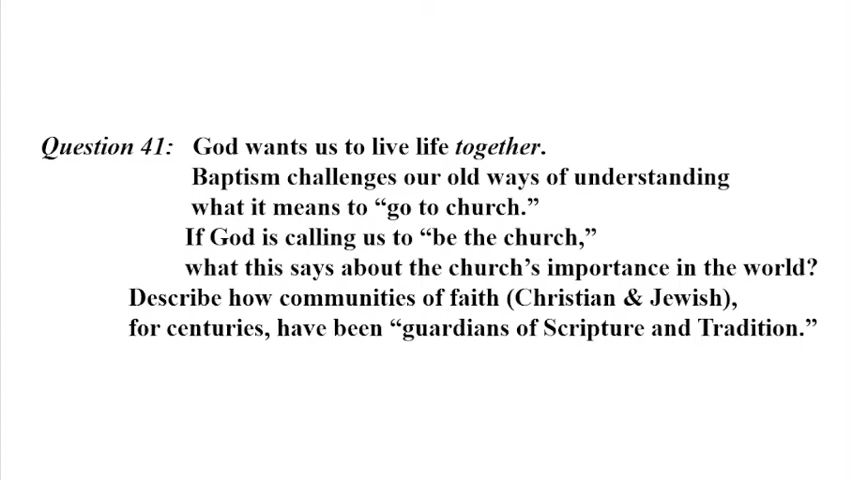 Question 41: God wants us to live life together.
Baptism challenges our old ways of understanding
what it means to “go to church.”
If God is calling us to “be the church,”
what this says about the church’s importance in the world?
Describe how communities of faith (Christian & Jewish),
for centuries, have been “guardians of Scripture and Tradition.”